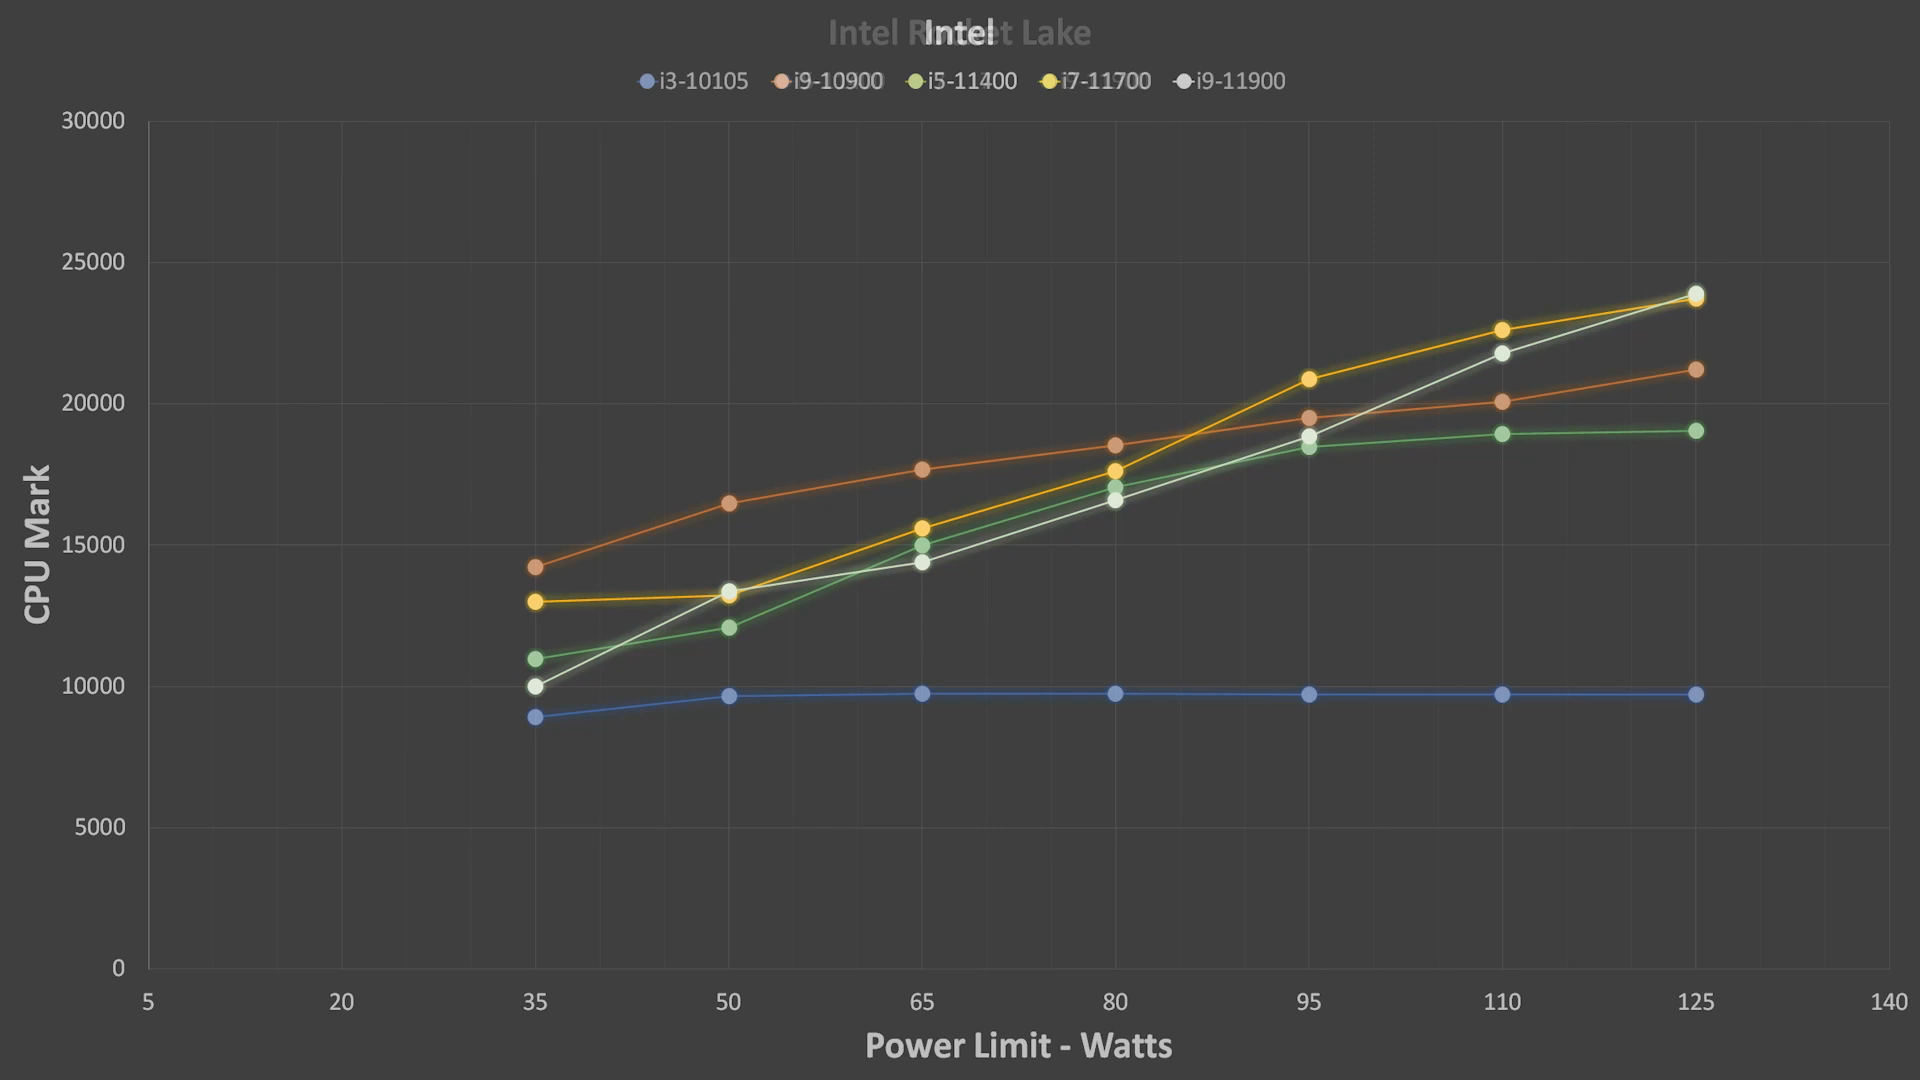 Intel
i3-10105 i9-10900 i5-11400 i7-11700 i9-11900
30000
25000
20000
15000
10000
5000
0
CPU Mark
5 20 35 50 65 80 95 110 125 140
Power Limit - Watts